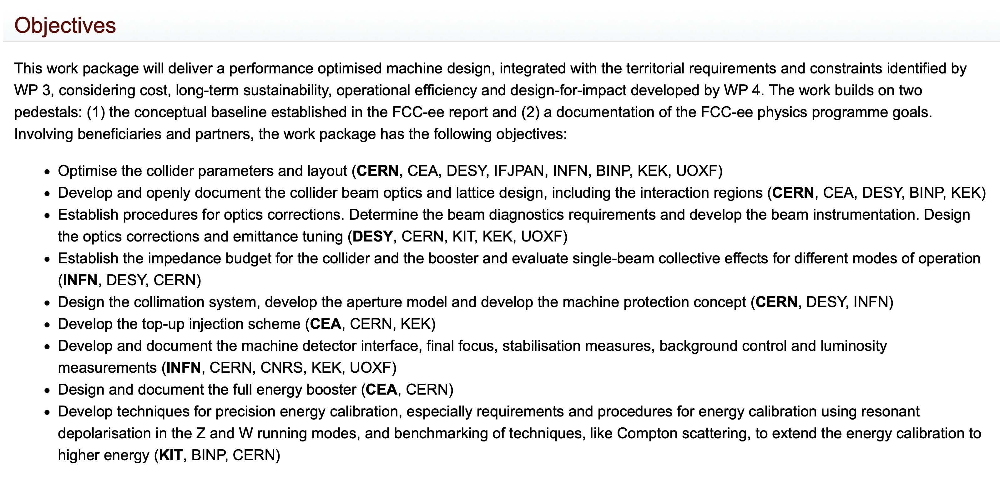 Objectives
This work package will deliver a performance optimised machine design, integrated with the territorial requirements and constraints identified by
WP 3, considering cost, long-term sustainability, operational efficiency and design-for-impact developed by WP 4. The work builds on two
pedestals: (1) the conceptual baseline established in the FCC-ee report and (2) a documentation of the FCC-ee physics programme goals.
Involving beneficiaries and partners, the work package has the following objectives:
• Optimise the collider parameters and layout (CERN, CEA, DESY, IFJPAN, INFN, BINP, KEK, UOXF)
• Develop and openly document the collider beam optics and lattice design, including the interaction regions (CERN, CEA, DESY, BINP, KEK)
• Establish procedures for optics corrections. Determine the beam diagnostics requirements and develop the beam instrumentation. Design
the optics corrections and emittance tuning (DESY, CERN, KIT, KEK, UOXF)
• Establish the impedance budget for the collider and the booster and evaluate single-beam collective effects for different modes of operation
(INFN, DESY, CERN)
• Design the collimation system, develop the aperture model and develop the machine protection concept (CERN, DESY, INFN)
• Develop the top-up injection scheme (CEA, CERN, KEK)
• Develop and document the machine detector interface, final focus, stabilisation measures, background control and luminosity
measurements (INFN, CERN, CNRS, KEK, UOXF)
• Design and document the full energy booster (CEA, CERN)
• Develop techniques for precision energy calibration, especially requirements and procedures for energy calibration using resonant
depolarisation in the Z and W running modes, and benchmarking of techniques, like Compton scattering, to extend the energy calibration to
higher energy (KIT, BINP, CERN)